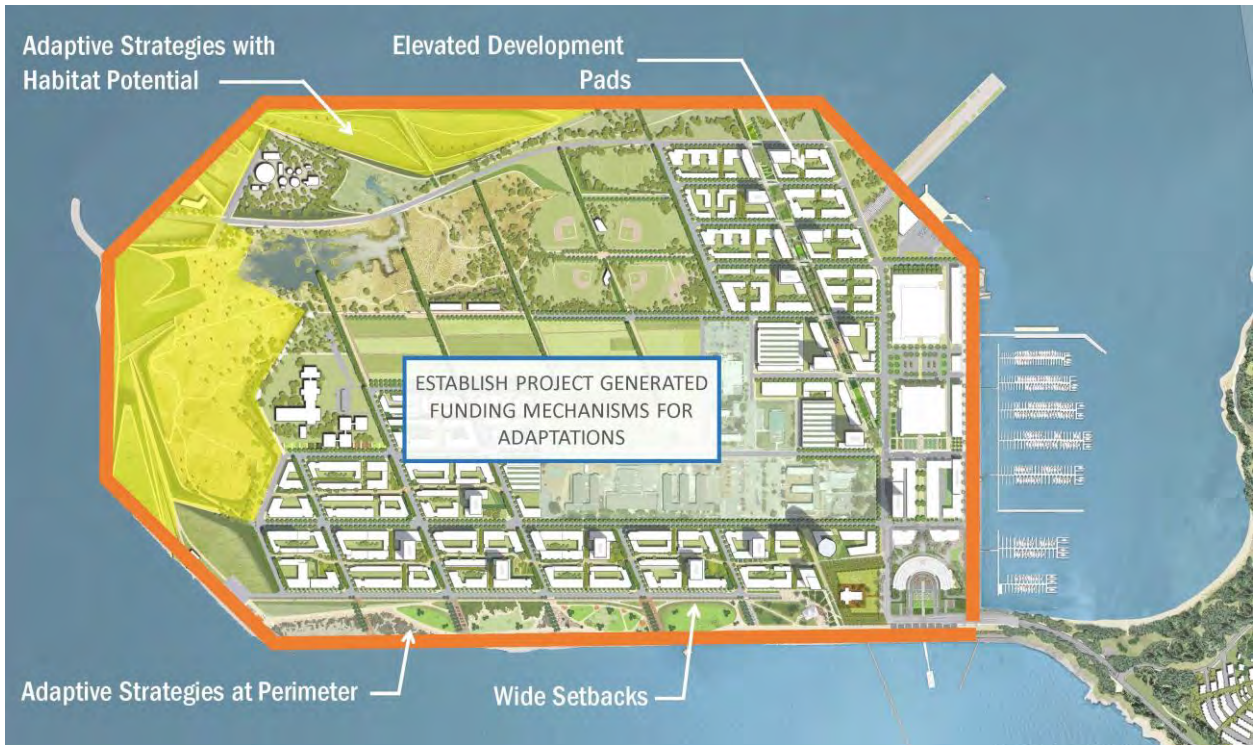 Adaptive Strategies with
Habitat Potential
Elevated Development
Pads
ESTABLISH PROJECT GENERATED
FUNDING MECHANISMS FOR
ADAPTATIONS
Adaptive Strategies at Perimeter
Wide Setbacks